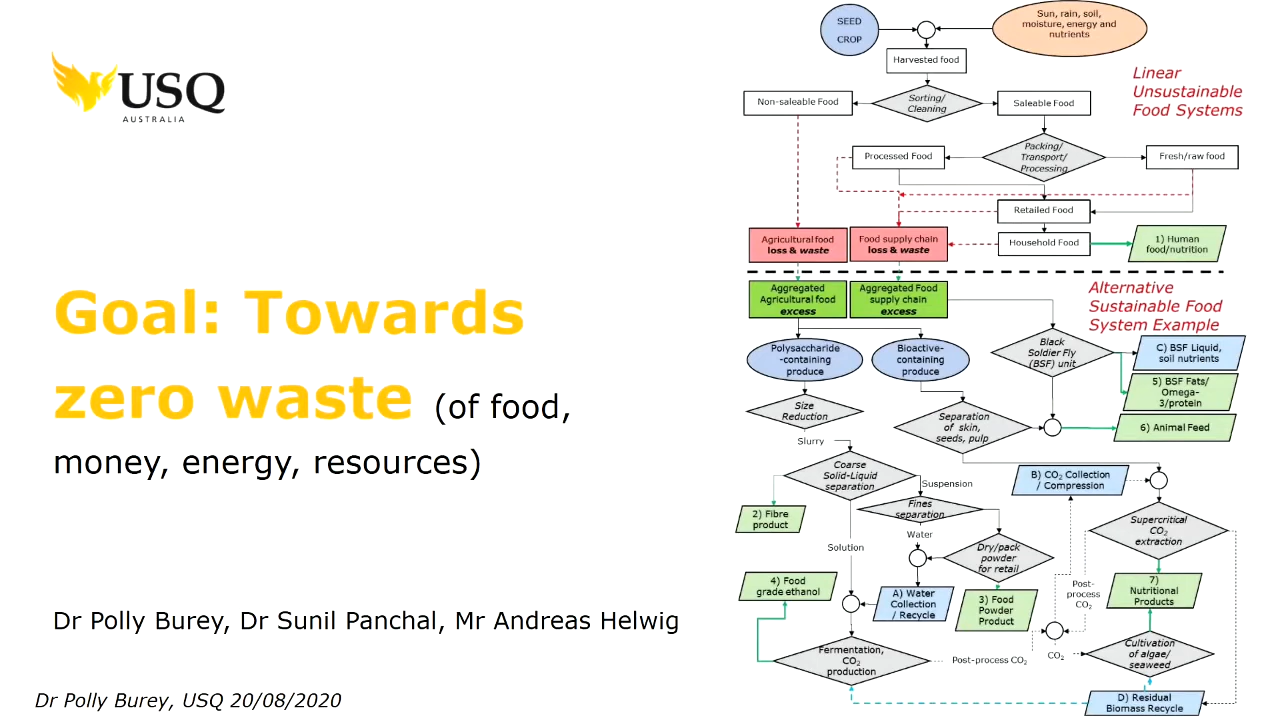 USQ
AUSTRALIA
Goal: Towards
zero waste (of food,
money, energy, resources)
Dr Polly Burey, Dr Sunil Panchal, Mr Andreas Helwig
Dr Polly Burey, USQ 20/08/2020
SEED
CROP
Sun, rain, soil,
moisture, energy and
nutrients
Harvested food
Linear
Unsustainable
Food Systems
Non-saleable Food
Sorting/
Cleaning
Saleable Food
Processed Food
Packing/
Transport/
Processing
Fresh/raw food
Retailed Food
Agricultural food
loss & waste
Food supply chain
loss & waste
Household Food
1) Human
food/nutrition
Aggregated
Agricultural food
excess
Aggregated Food
supply chain
excess
Alternative
Sustainable Food
System Example
Polysaccharide
-containing
produce
Bioactive-
containing
produce
Black
Soldier Fly
(BSF) unit
C) BSF Liquid,
soil nutrients
5) BSF Fats/
Omega-
3/protein
6) Animal Feed
Size
Reduction
Separation
of skin,
seeds, pulp
Slurry
Coarse
Solid-Liquid
separation
Suspension
B) CO₂ Collection
/ Compression
2) Fibre
product
Fines
separation
Supercritical
CO₂
extraction
Water
Solution
Dry/pack
powder
for retail
4) Food
grade ethanol
A) Water
Collection
/ Recycle
3) Food
Powder
Product
Post-
process
CO₂
7)
Nutritional
Products
Fermentation,
CO₂
production
Post-process CO₂
CO₂
Cultivation
of algae/
seaweed
D) Residual
Biomass Recycle